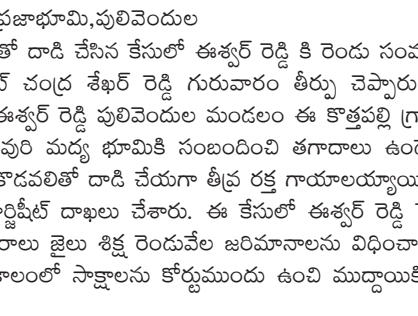 ప్రజాభూమి,పులివెందుల
తో దాడి చేసిన కేసులో ఈశ్వర్ రెడ్డి కి రెండు సంవ
చంద్ర శేఖర్ రెడ్డి గురువారం తీర్పు చెప్పారు
ఈశ్వర్ రెడ్డి పులివెందుల మండలం ఈ కొత్తపల్లి గ్రా
వురి మధ్య భూమికి సంబందించి తగాదాలు ఉండె
కొడవలితో దాడి చేయగా తీవ్ర రక్త గాయాలయ్యాయి
ర్జిషీట్ దాఖలు చేశారు. ఈ కేసులో ఈశ్వర్ రెడ్డి
రాలు జైలు శిక్ష రెండువేల జరిమానాలను విధించా
కాలంలో సాక్షాలను కోర్టుముందు ఉంచి ముద్దాయికి